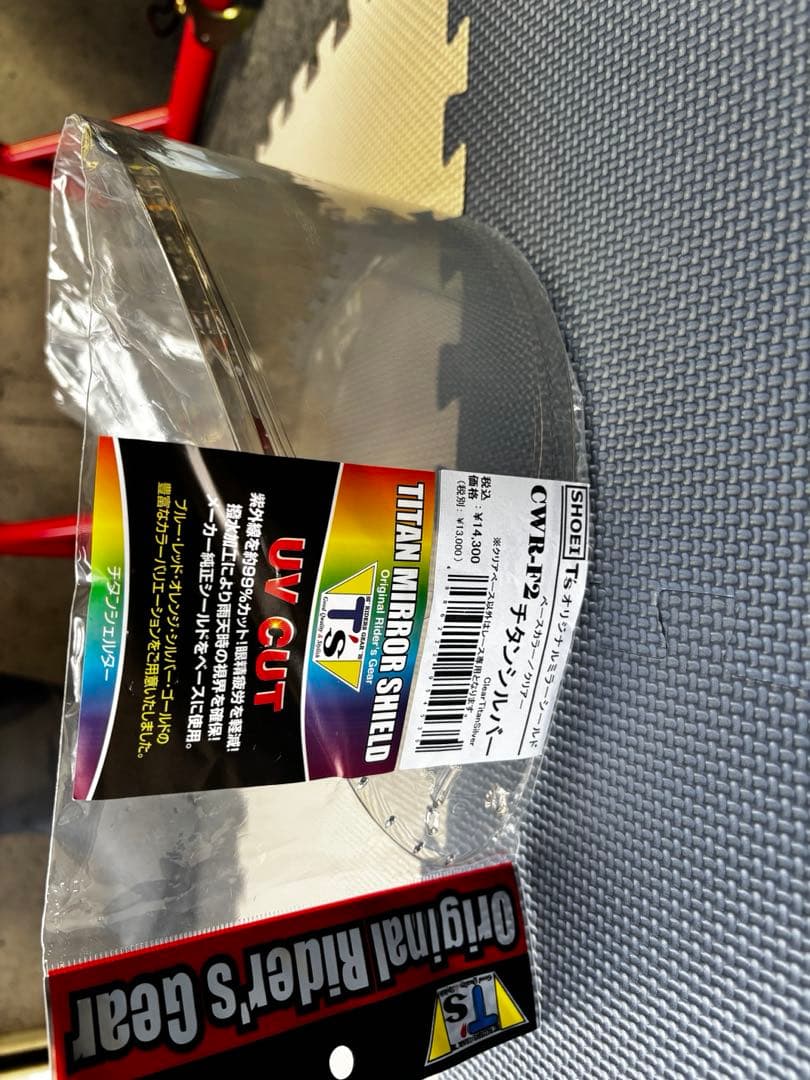 SHOEI T'sオリジナルミラーシールド
ベースカラー/クリアー
CWR-F2 チタンシルバー
ClearTitanSilver
※クリアベース以外はレース専用となります。
税込
価格:¥14,300
(税別:¥13,000)
TITAN MIRROR SHIELD
Original Rider's Gear
T's
Good Quality & Stylish
UV CUT
紫外線を約99%カット!眼精疲労を軽減!
撥水加工により雨天時の視界を確保!
メーカー純正シールドをベースに使用。
ブルー・レッド・オレンジ・シルバー・ゴールドの
豊富なカラーバリエーションをご用意いたしました。
チタンシェルター
T's
Original Rider's Gear